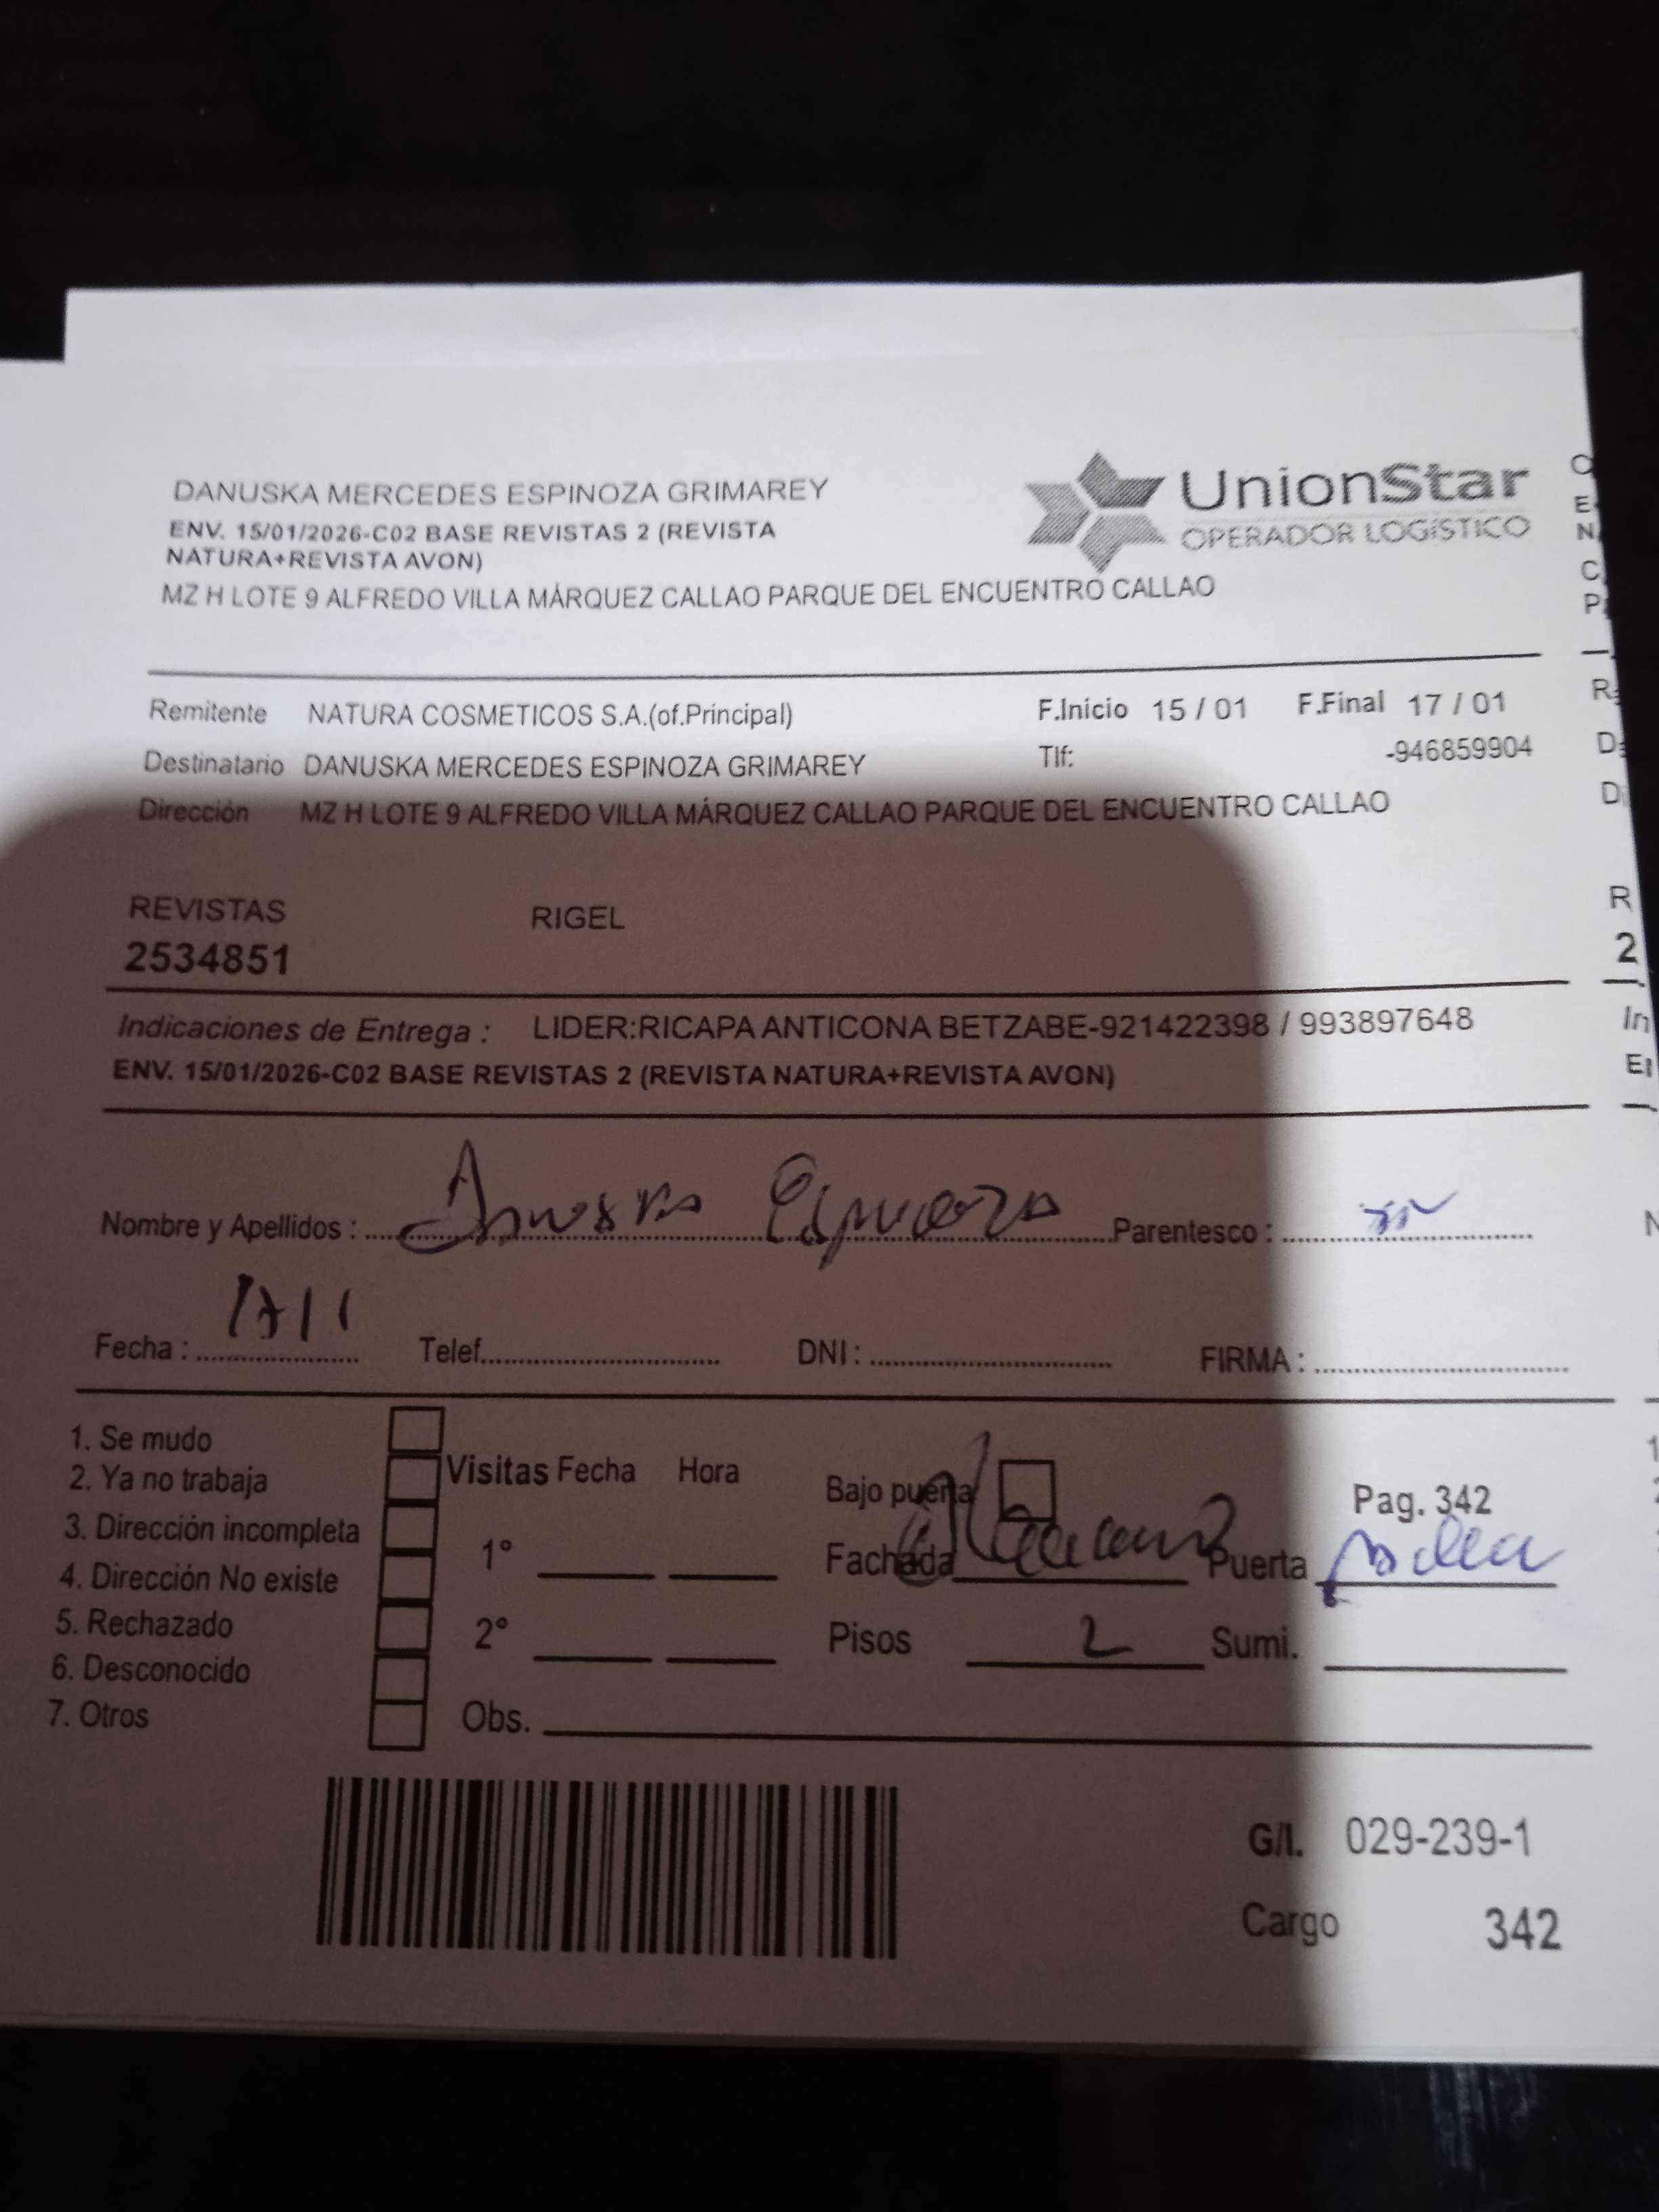 DANUSKA MERCEDES ESPINOZA GRIMAREY
ENV. 15/01/2026-C02 BASE REVISTAS 2 (REVISTA
NATURA+REVISTA AVON)
MZ H LOTE 9 ALFREDO VILLA MÁRQUEZ CALLAO PARQUE DEL ENCUENTRO CALLAO
UnionStar
OPERADOR LOGÍSTICO
Remitente NATURA COSMETICOS S.A.(of.Principal) F.Inicio 15 / 01 F.Final 17 / 01
Destinatario DANUSKA MERCEDES ESPINOZA GRIMAREY Tlf: -946859904
Dirección MZ H LOTE 9 ALFREDO VILLA MÁRQUEZ CALLAO PARQUE DEL ENCUENTRO CALLAO
REVISTAS RIGEL
2534851
Indicaciones de Entrega : LIDER:RICAPA ANTICONA BETZABE-921422398 / 993897648
ENV. 15/01/2026-C02 BASE REVISTAS 2 (REVISTA NATURA+REVISTA AVON)
Nombre y Apellidos : Danuska Espinoza Parentesco :
Fecha : 17/1 Telef. DNI : FIRMA :
1. Se mudo
2. Ya no trabaja
3. Dirección incompleta
4. Dirección No existe
5. Rechazado
6. Desconocido
7. Otros
Visitas Fecha Hora
1°
2°
Obs.
Bajo puerta Pag. 342
Fachada Puerta
Pisos 2 Sumi.
G/I. 029-239-1
Cargo 342